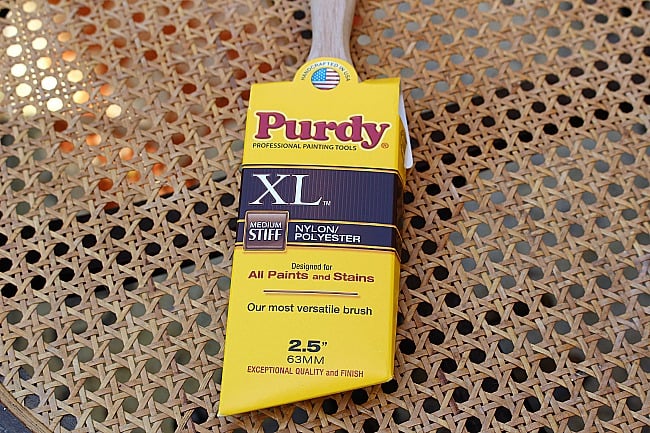 HANDCRAFTED IN USA
Purdy®
PROFESSIONAL PAINTING TOOLS
XL™
MEDIUM
STIFF
NYLON/
POLYESTER
Designed for
All Paints and Stains
Our most versatile brush
2.5"
63MM
EXCEPTIONAL QUALITY and FINISH